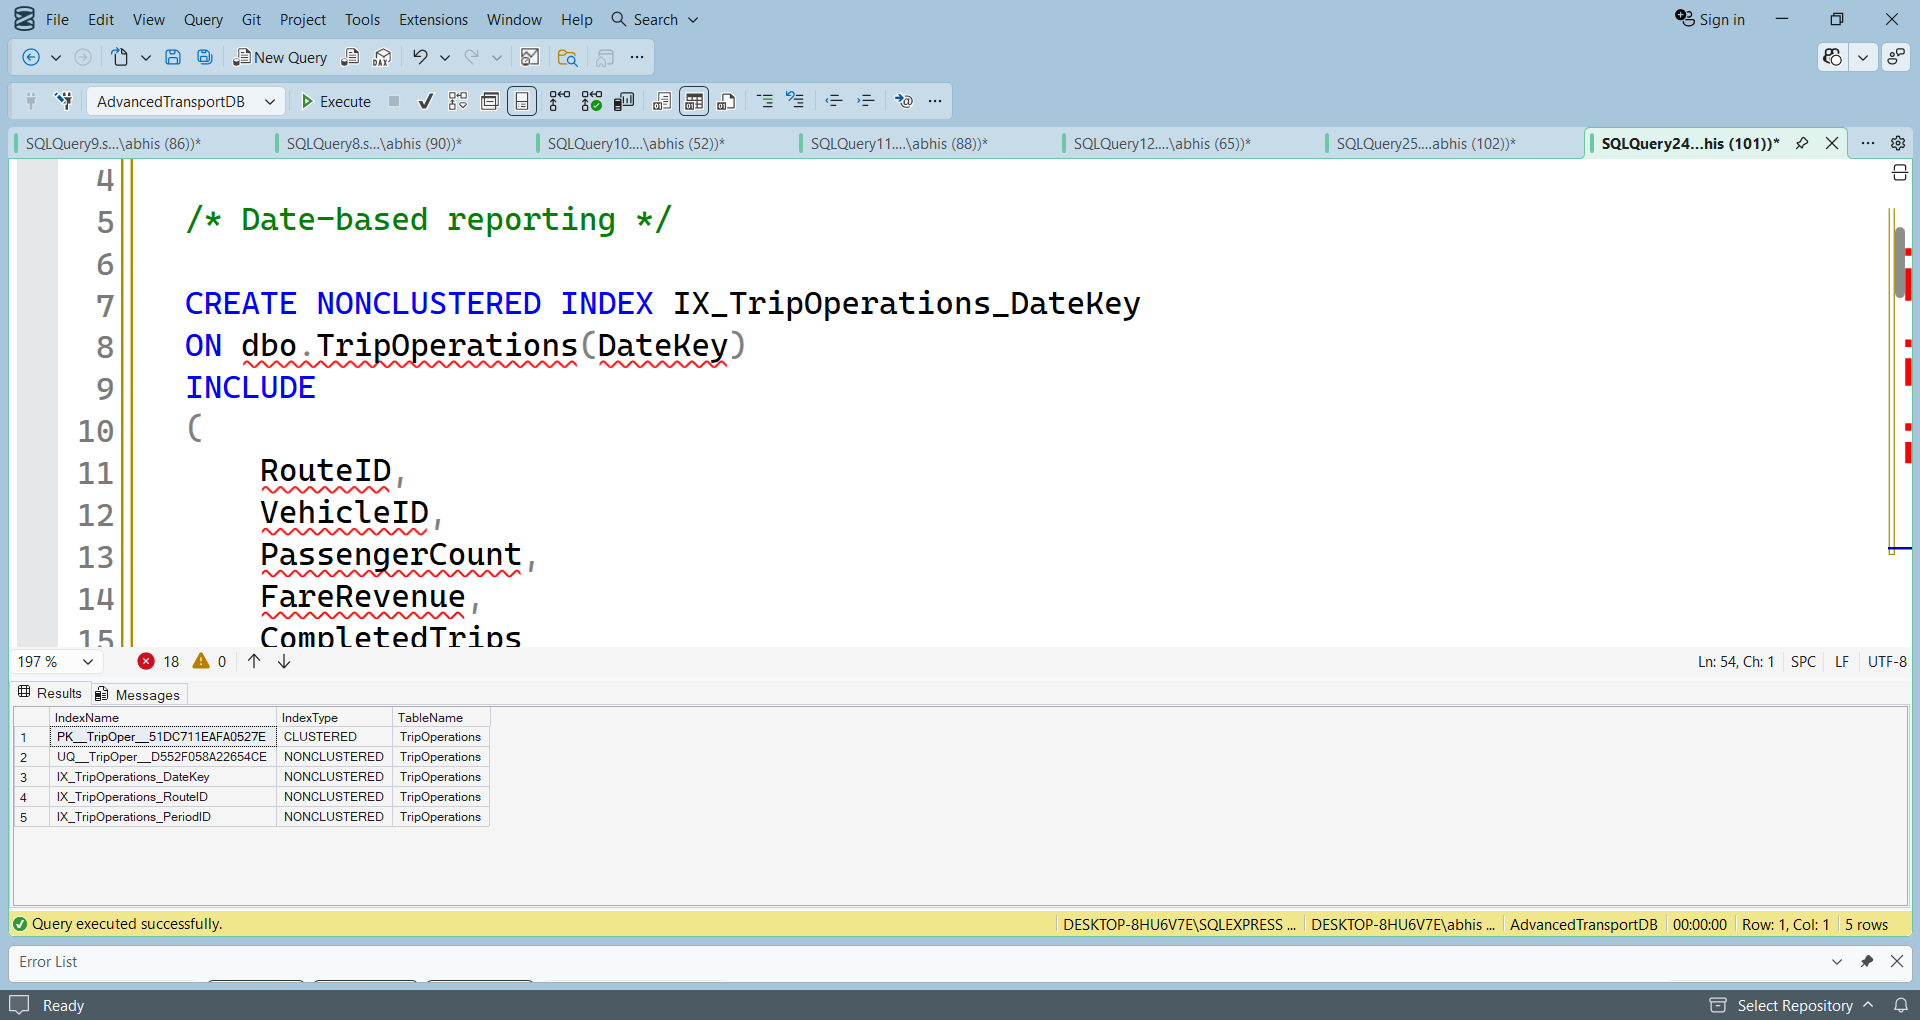 File Edit View Query Git Project Tools Extensions Window Help Search Sign in
New Query DAX
AdvancedTransportDB Execute
SQLQuery9.s...\abhis (86))* SQLQuery8.s...\abhis (90))* SQLQuery10....\abhis (52))* SQLQuery11....\abhis (88))* SQLQuery12....\abhis (65))* SQLQuery25....abhis (102))* SQLQuery24...his (101))*
4
5 /* Date-based reporting */
6
7 CREATE NONCLUSTERED INDEX IX_TripOperations_DateKey
8 ON dbo.TripOperations(DateKey)
9 INCLUDE
10 (
11 RouteID,
12 VehicleID,
13 PassengerCount,
14 FareRevenue,
15 CompletedTrips
197 % 18 0 Ln: 54, Ch: 1 SPC LF UTF-8
Results Messages
IndexName IndexType TableName
1 PK__TripOper__51DC711EAFA0527E CLUSTERED TripOperations
2 UQ__TripOper__D552F058A22654CE NONCLUSTERED TripOperations
3 IX_TripOperations_DateKey NONCLUSTERED TripOperations
4 IX_TripOperations_RouteID NONCLUSTERED TripOperations
5 IX_TripOperations_PeriodID NONCLUSTERED TripOperations
Query executed successfully. DESKTOP-8HU6V7E\SQLEXPRESS ... DESKTOP-8HU6V7E\abhis ... AdvancedTransportDB 00:00:00 Row: 1, Col: 1 5 rows
Error List
Ready Select Repository